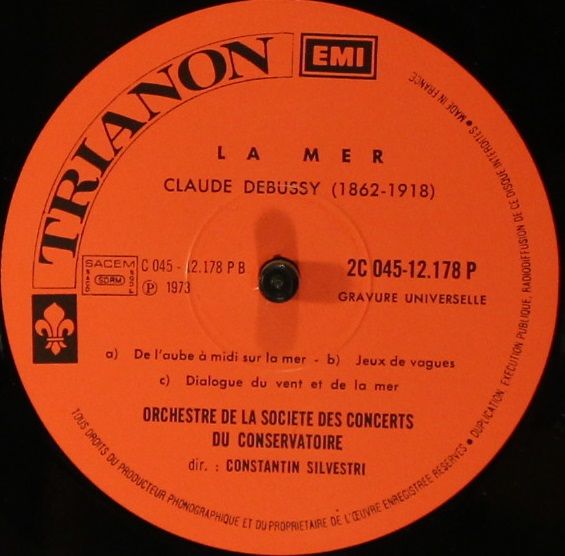 TRIANON
EMI
LA MER
CLAUDE DEBUSSY (1862-1918)
SACEM
SDRM
C 045 - 12.178 P B
Ⓟ 1973
2C 045-12.178 P
GRAVURE UNIVERSELLE
a) De l'aube à midi sur la mer - b) Jeux de vagues
c) Dialogue du vent et de la mer
ORCHESTRE DE LA SOCIETE DES CONCERTS
DU CONSERVATOIRE
dir. : CONSTANTIN SILVESTRI
TOUS DROITS DU PRODUCTEUR PHONOGRAPHIQUE ET DU PROPRIETAIRE DE L'ŒUVRE ENREGISTREE RESERVES • DUPLICATION, EXECUTION PUBLIQUE, RADIODIFFUSION DE CE DISQUE INTERDITES • MADE IN FRANCE